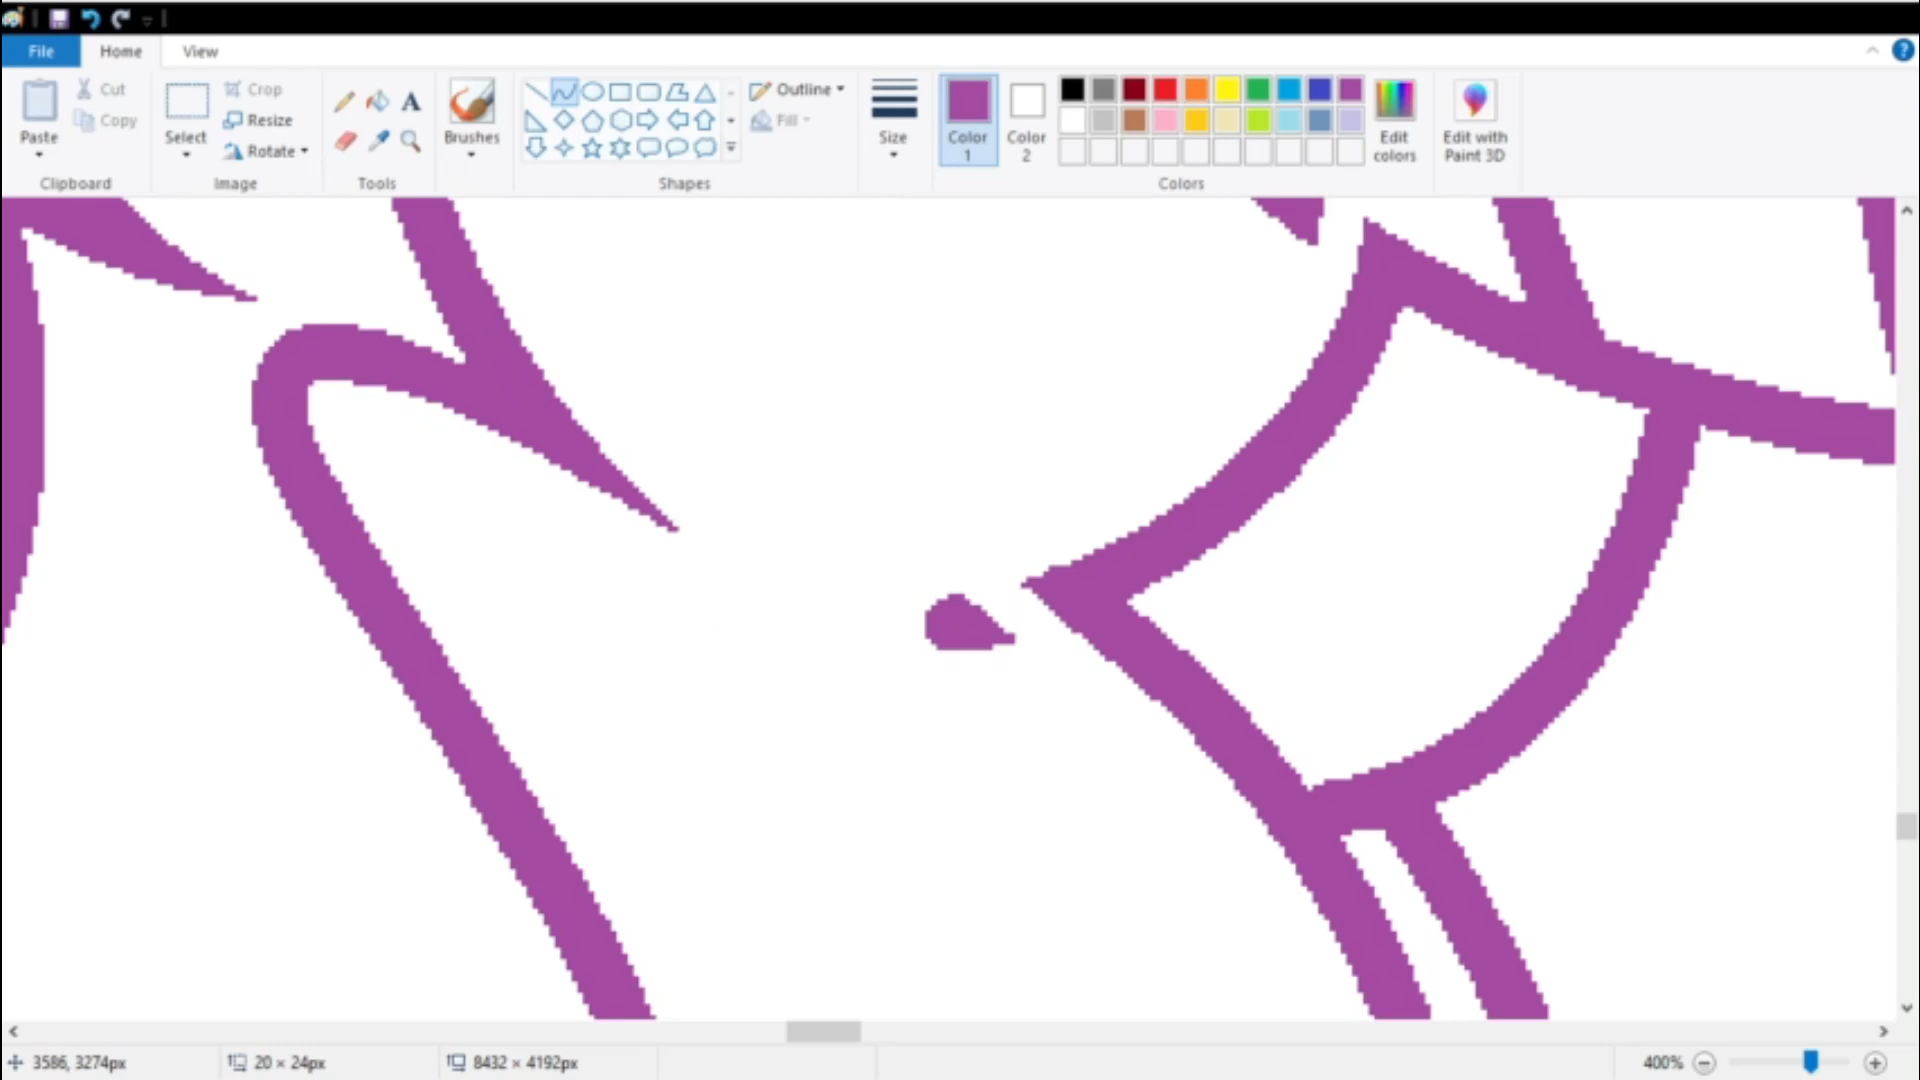 File Home View
Paste Cut Copy Clipboard
Select Crop Resize Rotate Image
A Tools
Brushes
Outline Fill Shapes
Size
Color 1
Color 2
Edit colors
Edit with Paint 3D
Colors
3586, 3274px 20 × 24px 8432 × 4192px 400%